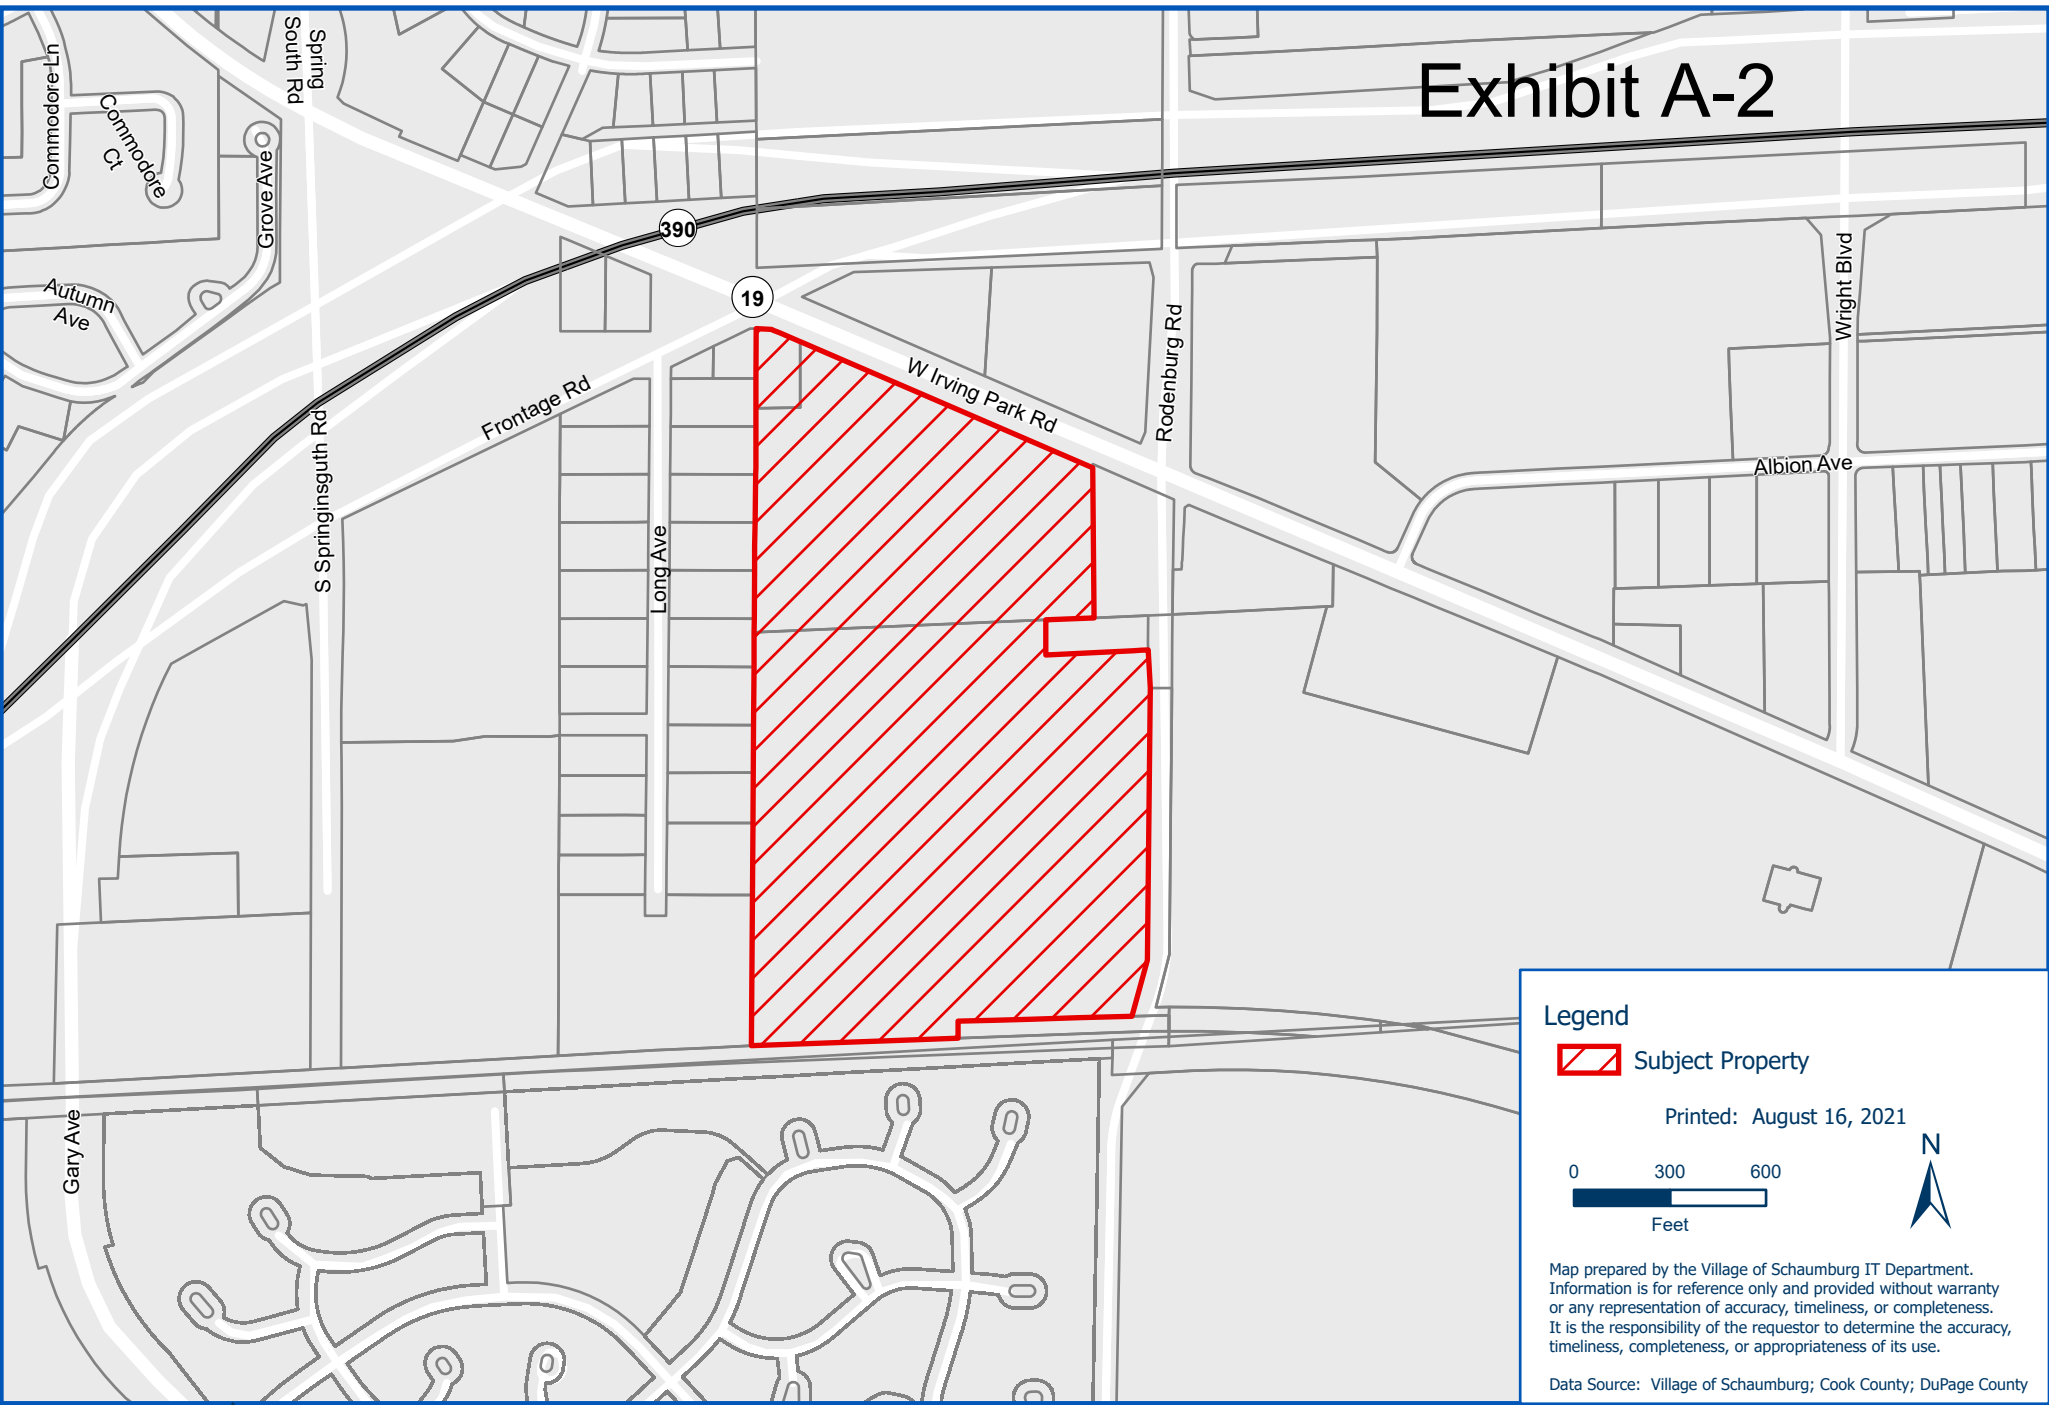 Exhibit A-2
Spring
South Rd
Commodore Ln
Commodore
Ct
Grove Ave
Autumn
Ave
390
19
Frontage Rd
W Irving Park Rd
Rodenburg Rd
Wright Blvd
Albion Ave
S Springinsguth Rd
Long Ave
Gary Ave
Legend
Subject Property
Printed: August 16, 2021
N
0 300 600
Feet
Map prepared by the Village of Schaumburg IT Department.
Information is for reference only and provided without warranty
or any representation of accuracy, timeliness, or completeness.
It is the responsibility of the requestor to determine the accuracy,
timeliness, completeness, or appropriateness of its use.
Data Source: Village of Schaumburg; Cook County; DuPage County